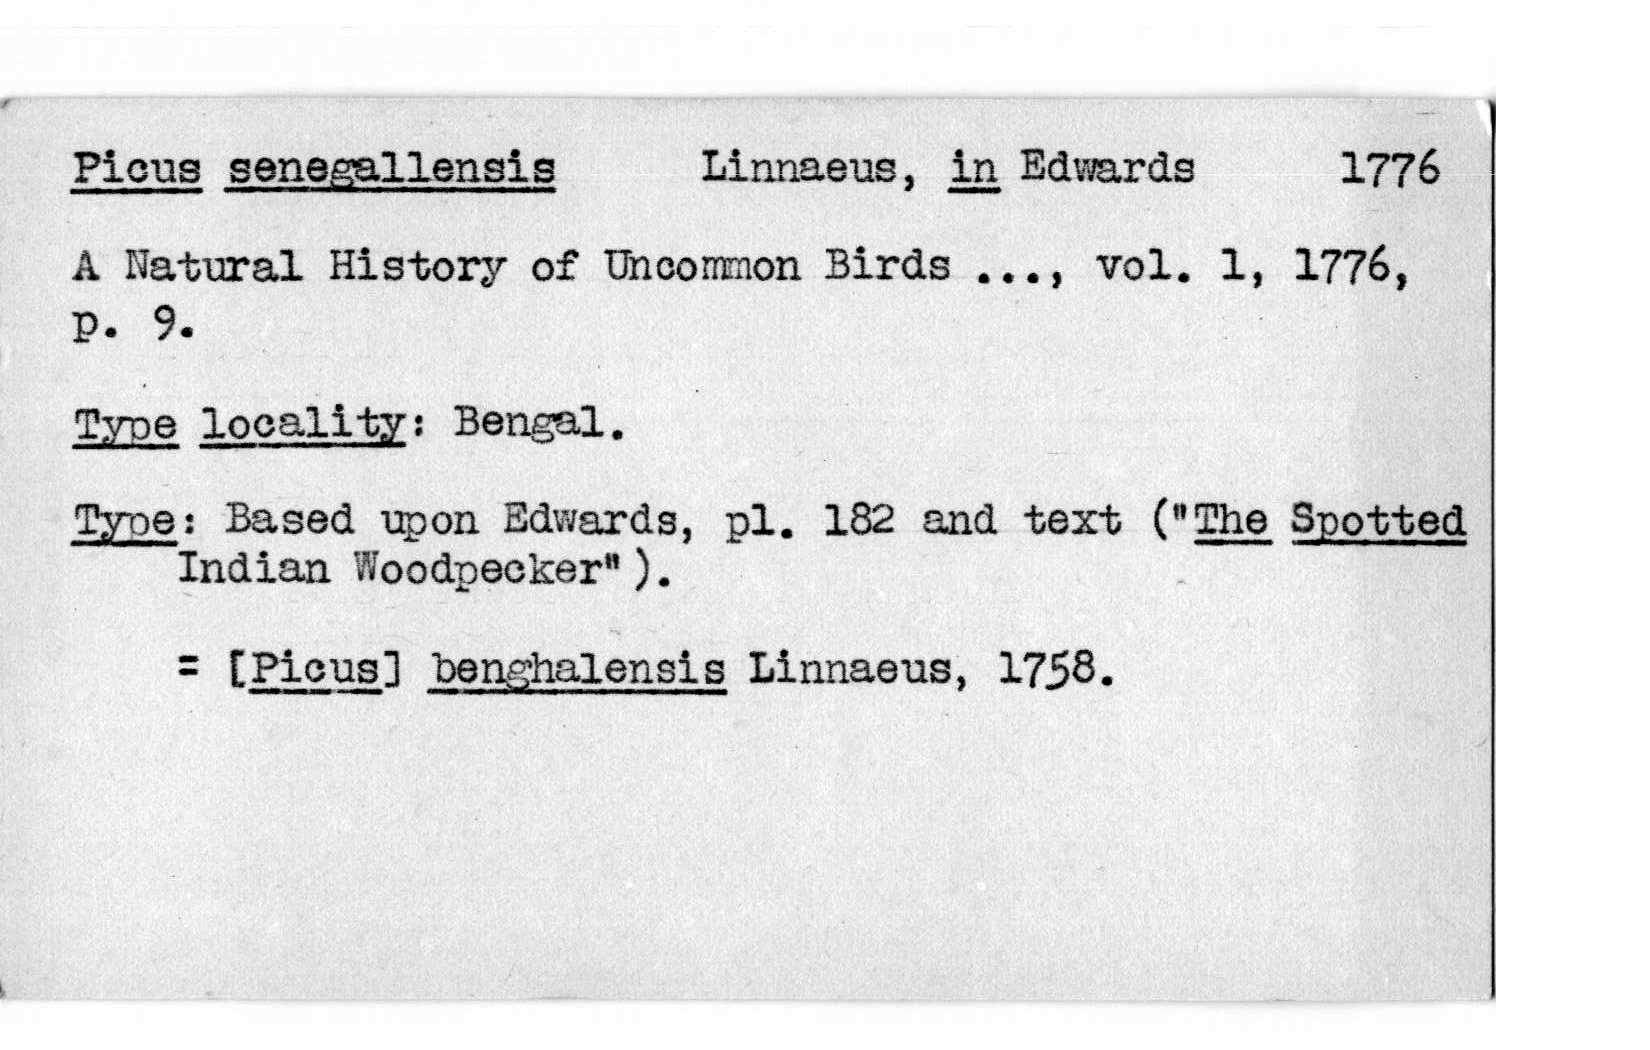 Picus senegallensis Linnaeus, in Edwards 1776
A Natural History of Uncommon Birds ..., vol. 1, 1776,
p. 9.
Type locality: Bengal.
Type: Based upon Edwards, pl. 182 and text ("The Spotted
Indian Woodpecker").
= [Picus] benghalensis Linnaeus, 1758.